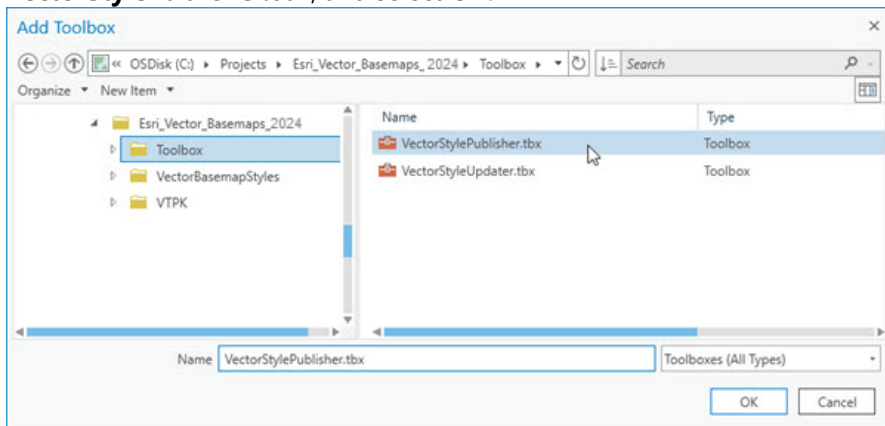 Add Toolbox
« OSDisk (C:) Projects Esri_Vector_Basemaps_2024 Toolbox Search
Organize New Item
Esri_Vector_Basemaps_2024
Toolbox
VectorBasemapStyles
VTPK
Name Type
VectorStylePublisher.tbx Toolbox
VectorStyleUpdater.tbx Toolbox
Name VectorStylePublisher.tbx Toolboxes (All Types)
OK Cancel